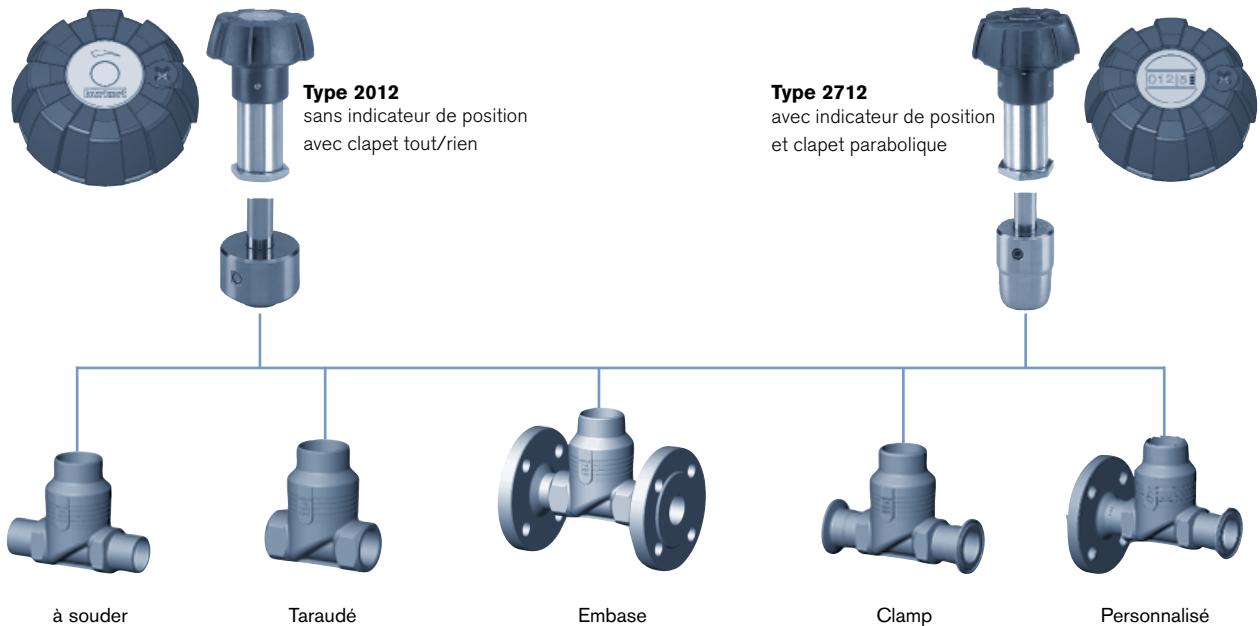 Type 2012
sans indicateur de position
avec clapet tout/rien
Type 2712
avec indicateur de position
et clapet parabolique
à souder
Taraudé
Embase
Clamp
Personnalisé